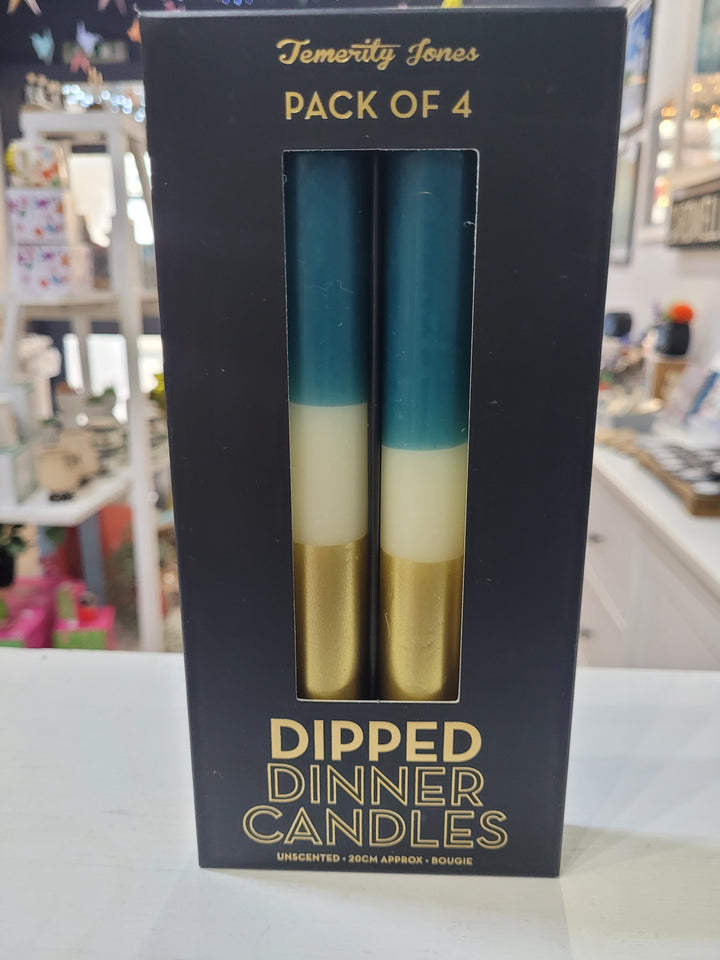 Temerity Jones
PACK OF 4
DIPPED
DINNER
CANDLES
UNSCENTED • 20CM APPROX • BOUGIE